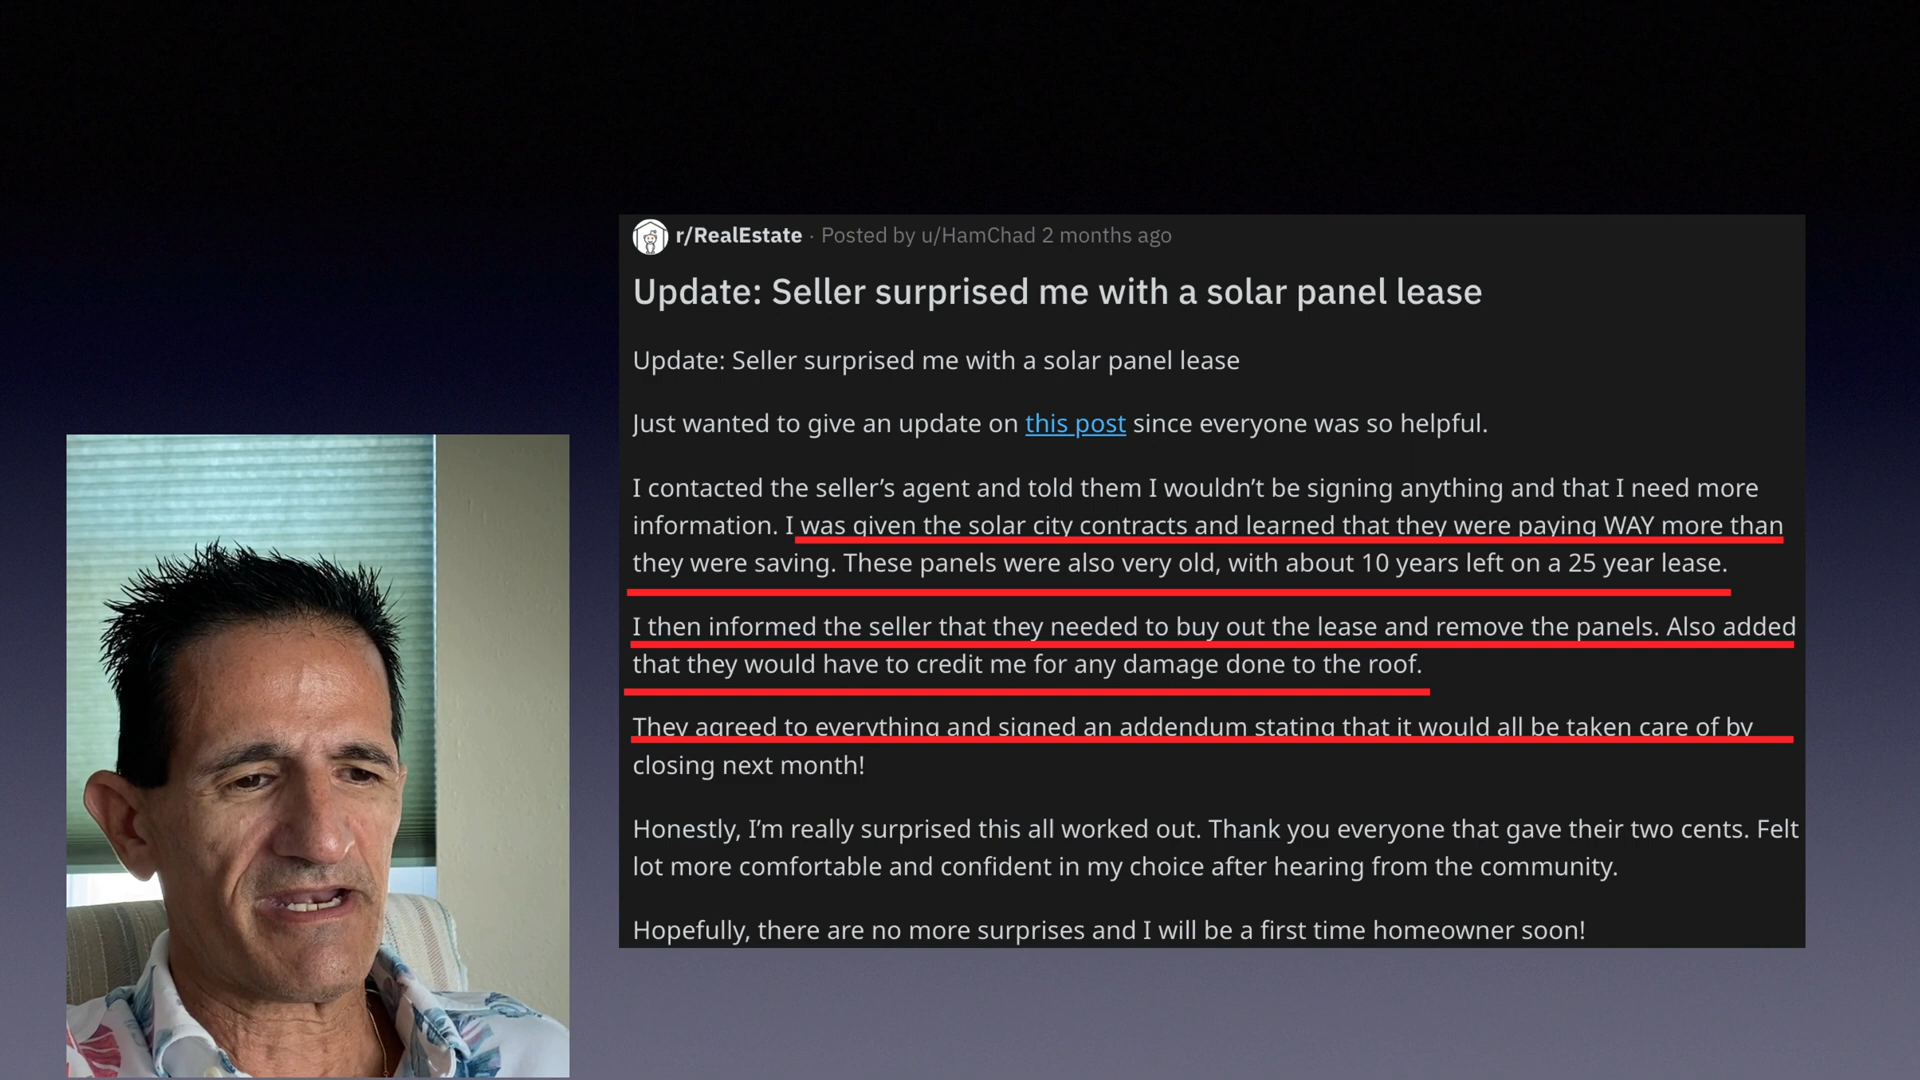 r/RealEstate · Posted by u/HamChad 2 months ago
Update: Seller surprised me with a solar panel lease
Update: Seller surprised me with a solar panel lease
Just wanted to give an update on this post since everyone was so helpful.
I contacted the seller’s agent and told them I wouldn’t be signing anything and that I need more
information. I was given the solar city contracts and learned that they were paying WAY more than
they were saving. These panels were also very old, with about 10 years left on a 25 year lease.
I then informed the seller that they needed to buy out the lease and remove the panels. Also added
that they would have to credit me for any damage done to the roof.
They agreed to everything and signed an addendum stating that it would all be taken care of by
closing next month!
Honestly, I’m really surprised this all worked out. Thank you everyone that gave their two cents. Felt
lot more comfortable and confident in my choice after hearing from the community.
Hopefully, there are no more surprises and I will be a first time homeowner soon!